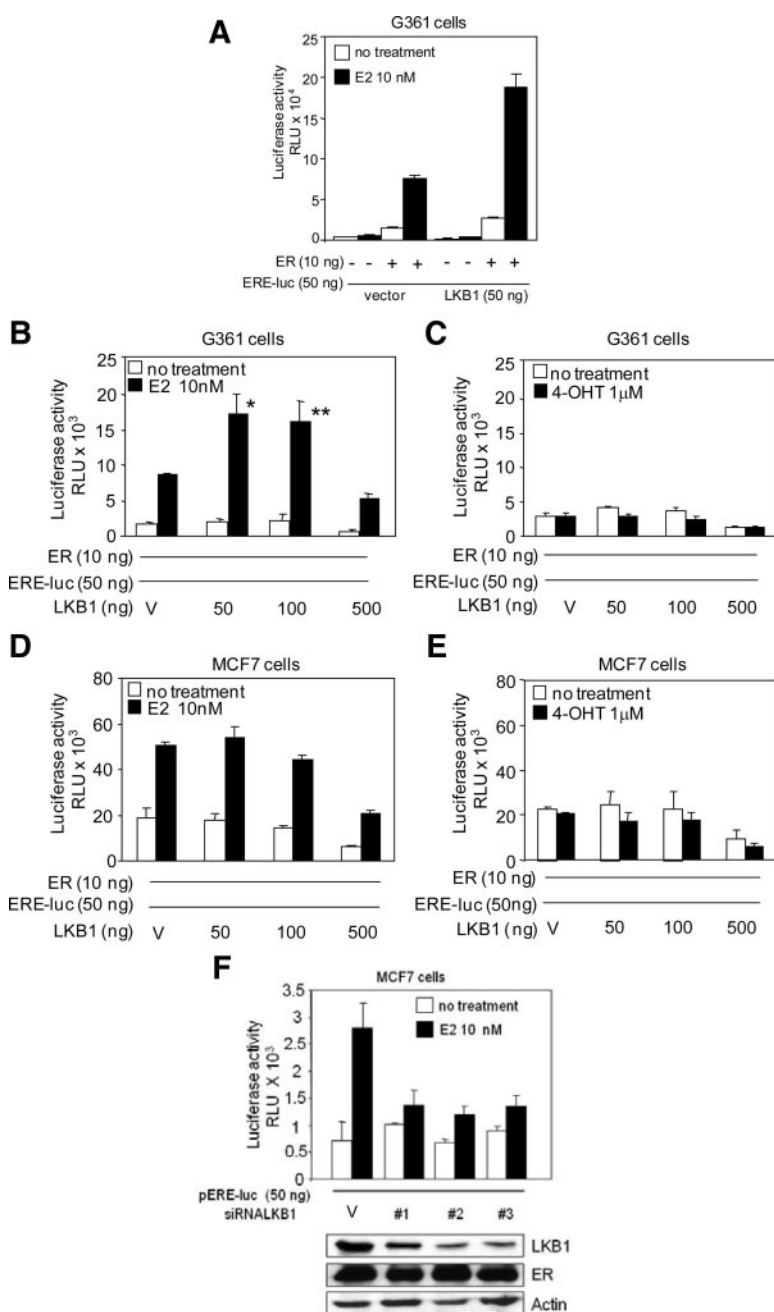 A
G361 cells
no treatment
E2 10 nM
Luciferase activity
RLU x 10⁴
25
20
15
10
5
0
ER (10 ng) - - + + - - + +
ERE-luc (50 ng)
vector LKB1 (50 ng)
B
G361 cells
no treatment
E2 10nM
Luciferase activity
RLU x 10³
25
20
15
10
5
0
* **
ER (10 ng)
ERE-luc (50 ng)
LKB1 (ng) V 50 100 500
C
G361 cells
no treatment
4-OHT 1µM
Luciferase activity
RLU x 10³
25
20
15
10
5
0
ER (10 ng)
ERE-luc (50 ng)
LKB1 (ng) V 50 100 500
D
MCF7 cells
no treatment
E2 10nM
Luciferase activity
RLU x 10³
80
60
40
20
0
ER (10 ng)
ERE-luc (50 ng)
LKB1 (ng) V 50 100 500
E
MCF7 cells
no treatment
4-OHT 1µM
Luciferase activity
RLU x 10³
80
60
40
20
0
ER (10 ng)
ERE-luc (50ng)
LKB1 (ng) V 50 100 500
F
MCF7 cells
no treatment
E2 10 nM
Luciferase activity
RLU X 10³
3.5
3
2.5
2
1.5
1
0.5
0
pERE-luc (50 ng)
siRNALKB1 V #1 #2 #3
LKB1
ER
Actin